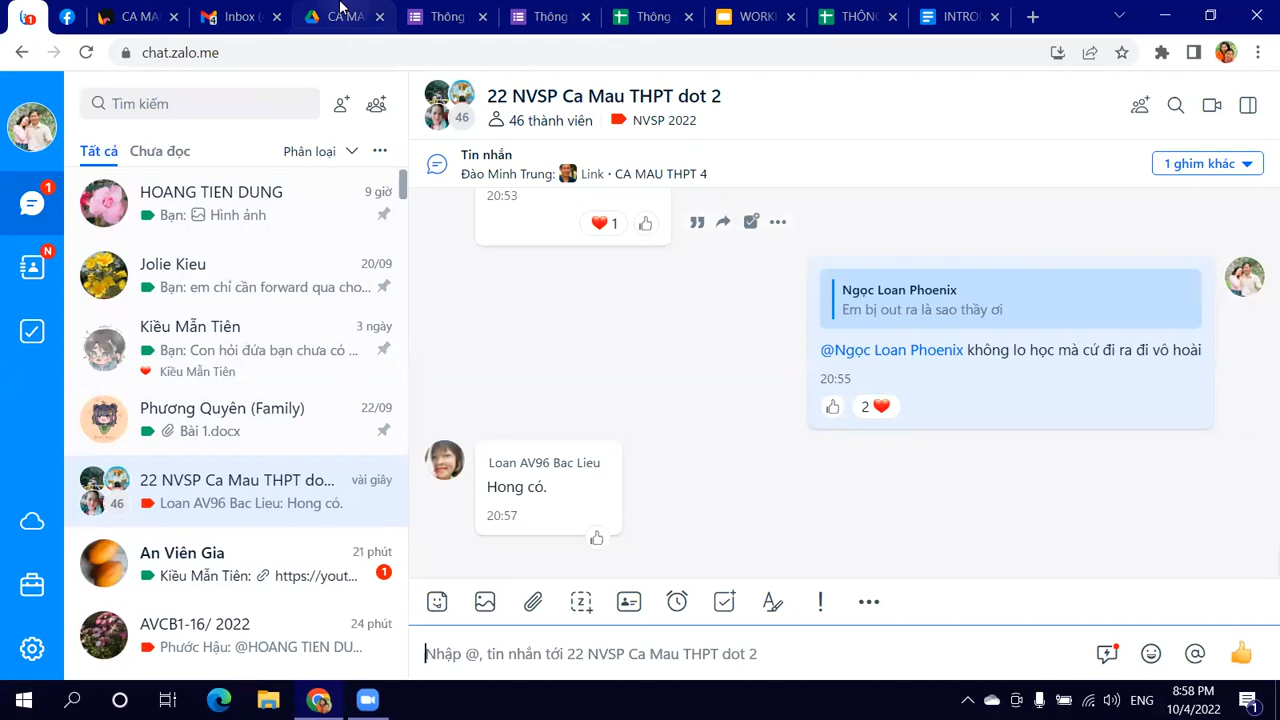 CA MA
Inbox (
CA MA
Thông
Thông
Thông
WORK
THÔNG
INTRO
chat.zalo.me
Tìm kiếm
Tất cả
Chưa đọc
Phân loại
HOANG TIEN DUNG
9 giờ
Bạn: Hình ảnh
Jolie Kieu
20/09
Bạn: em chỉ cần forward qua cho...
Kiều Mẫn Tiên
3 ngày
Bạn: Con hỏi đứa bạn chưa có ...
Kiều Mẫn Tiên
Phương Quyên (Family)
22/09
Bài 1.docx
22 NVSP Ca Mau THPT do...
vài giây
46
Loan AV96 Bac Lieu: Hong có.
An Viên Gia
21 phút
Kiều Mẫn Tiên: https://yout...
1
AVCB1-16/ 2022
24 phút
Phước Hậu: @HOANG TIEN DU...
1
N
46
22 NVSP Ca Mau THPT dot 2
46 thành viên
NVSP 2022
Tin nhắn
Đào Minh Trung: Link • CA MAU THPT 4
1 ghim khác
20:53
1
Ngọc Loan Phoenix
Em bị out ra là sao thầy ơi
@Ngọc Loan Phoenix không lo học mà cứ đi ra đi vô hoài
20:55
2
Loan AV96 Bac Lieu
Hong có.
20:57
Nhập @, tin nhắn tới 22 NVSP Ca Mau THPT dot 2
ENG
8:58 PM
10/4/2022
1